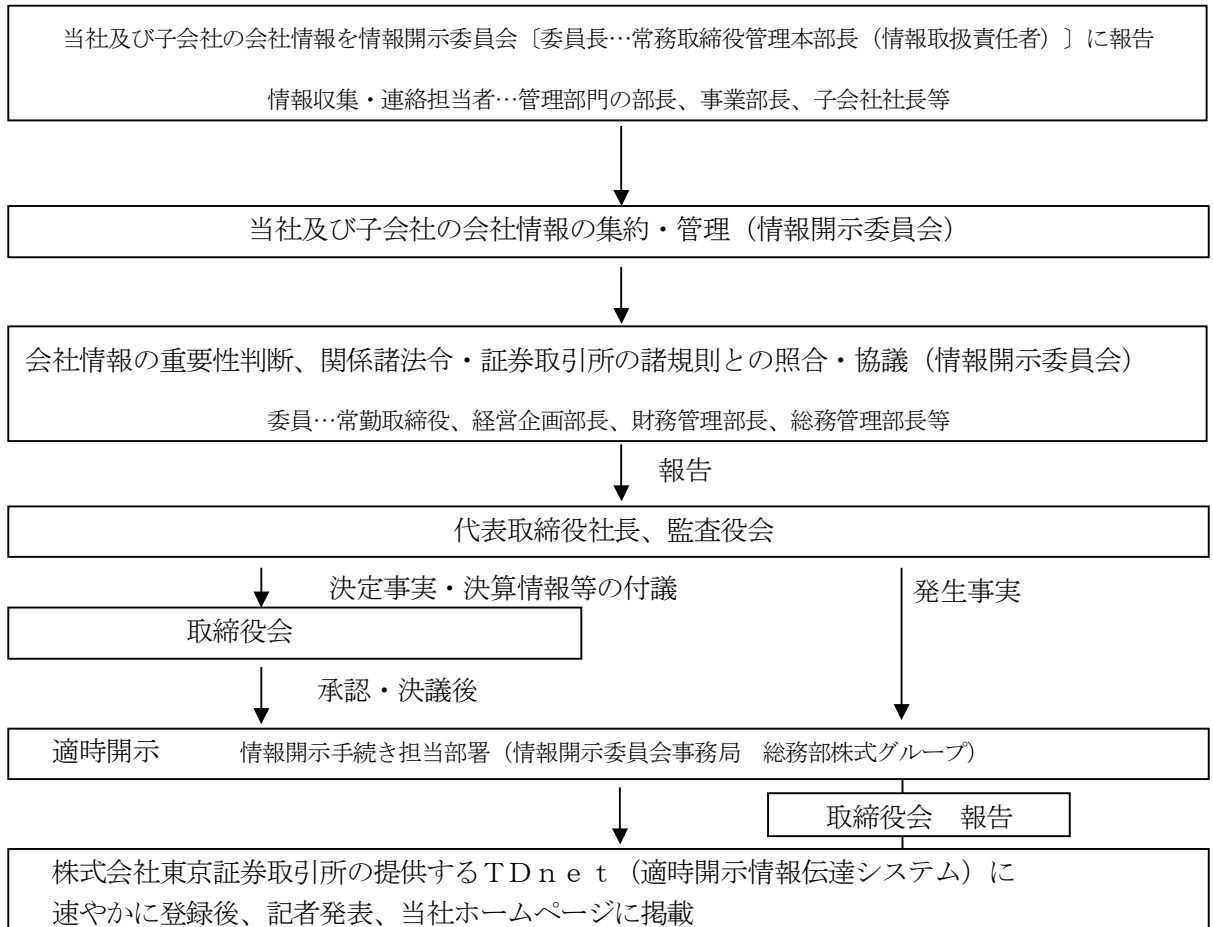 当社及び子会社の会社情報を情報開示委員会〔委員長…常務取締役管理本部長（情報取扱責任者）〕に報告
情報収集・連絡担当者…管理部門の部長、事業部長、子会社社長等
当社及び子会社の会社情報の集約・管理（情報開示委員会）
会社情報の重要性判断、関係諸法令・証券取引所の諸規則との照合・協議（情報開示委員会）
委員…常勤取締役、経営企画部長、財務管理部長、総務管理部長等
報告
代表取締役社長、監査役会
決定事実・決算情報等の付議
発生事実
取締役会
承認・決議後
適時開示　情報開示手続き担当部署（情報開示委員会事務局　総務部株式グループ）
取締役会　報告
株式会社東京証券取引所の提供するＴＤｎｅｔ（適時開示情報伝達システム）に
速やかに登録後、記者発表、当社ホームページに掲載